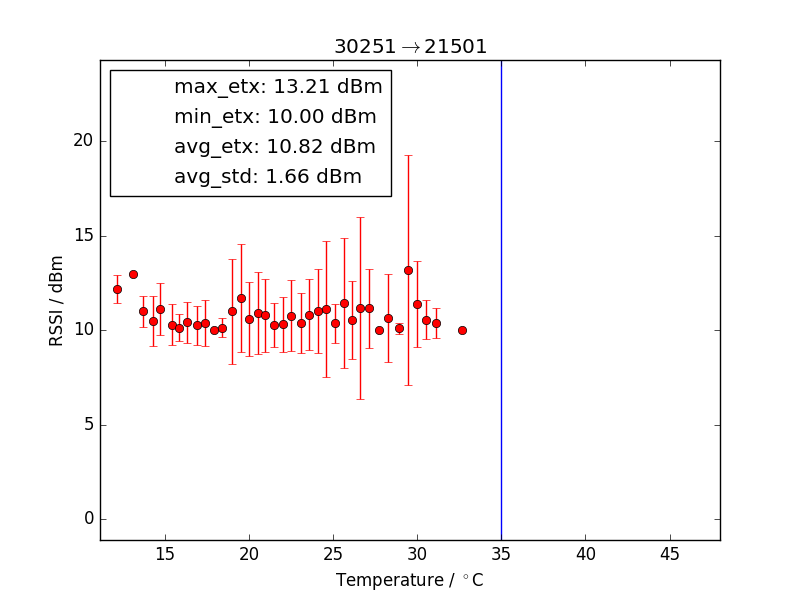 30251→21501
max_etx: 13.21 dBm
min_etx: 10.00 dBm
avg_etx: 10.82 dBm
avg_std: 1.66 dBm
20
15
10
5
0
RSSI / dBm
15 20 25 30 35 40 45
Temperature / °C